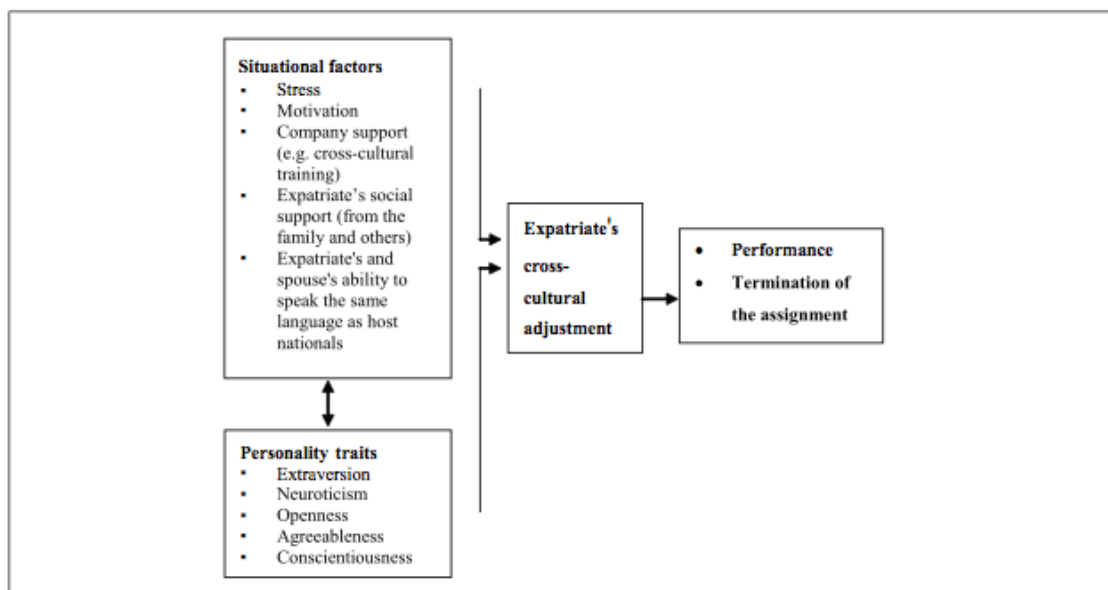 Situational factors
▪ Stress
▪ Motivation
▪ Company support
(e.g. cross-cultural
training)
▪ Expatriate's social
support (from the
family and others)
▪ Expatriate's and
spouse's ability to
speak the same
language as host
nationals
Personality traits
▪ Extraversion
▪ Neuroticism
▪ Openness
▪ Agreeableness
▪ Conscientiousness
Expatriate's
cross-
cultural
adjustment
• Performance
• Termination of
the assignment